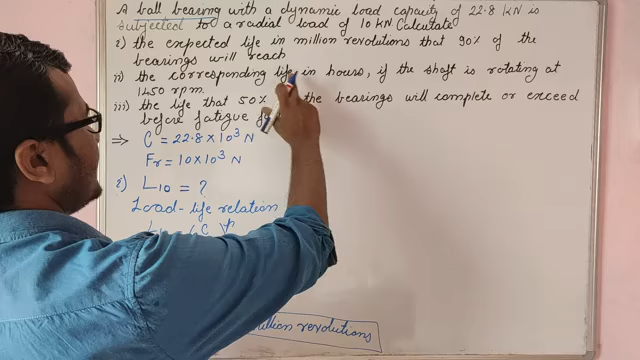 A ball bearing with a dynamic load capacity of 22.8 kN is
subjected to a radial load of 10 kN Calculate
i) the expected life in million revolutions that 90% of the
bearings will reach
ii) the corresponding life in hours, if the shaft is rotating at
1450 rpm.
iii) the life that 50% the bearings will complete or exceed
before fatigue
⇒ C = 22.8 × 10³ N
Fr = 10 × 10³ N
i) L₁₀ = ?
Load-life relation
million revolutions